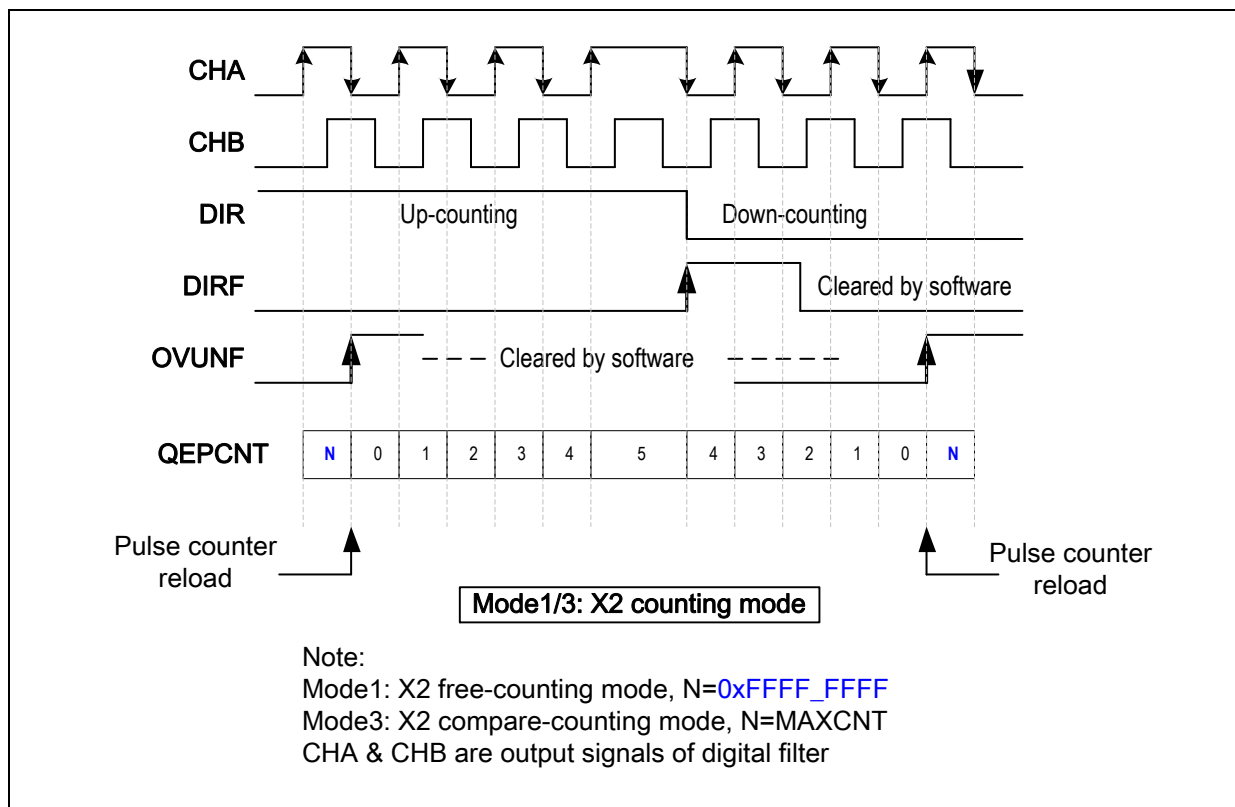 CHA
CHB
DIR
Up-counting
Down-counting
DIRF
Cleared by software
OVUNF
Cleared by software
QEPCNT
N 0 1 2 3 4 5 4 3 2 1 0 N
Pulse counter
reload
Pulse counter
reload
Mode1/3: X2 counting mode
Note:
Mode1: X2 free-counting mode, N=0xFFFF_FFFF
Mode3: X2 compare-counting mode, N=MAXCNT
CHA & CHB are output signals of digital filter